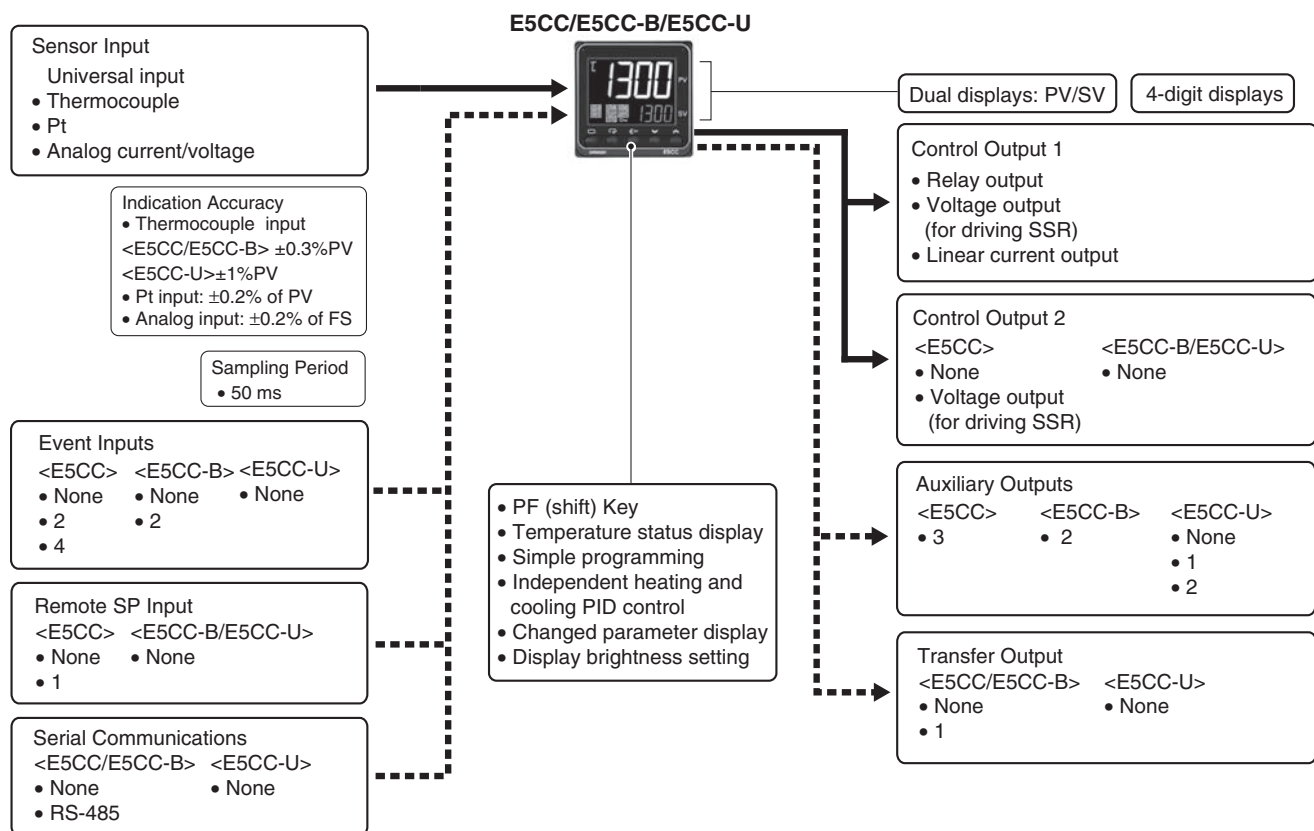 E5CC/E5CC-B/E5CC-U
Sensor Input
Universal input
• Thermocouple
• Pt
• Analog current/voltage
Indication Accuracy
• Thermocouple input
<E5CC/E5CC-B> ±0.3%PV
<E5CC-U>±1%PV
• Pt input: ±0.2% of PV
• Analog input: ±0.2% of FS
Sampling Period
• 50 ms
Event Inputs
<E5CC> <E5CC-B> <E5CC-U>
• None • None • None
• 2 • 2
• 4
Remote SP Input
<E5CC> <E5CC-B/E5CC-U>
• None • None
• 1
Serial Communications
<E5CC/E5CC-B> <E5CC-U>
• None • None
• RS-485
1300
PV
1300
SV
E5CC
• PF (shift) Key
• Temperature status display
• Simple programming
• Independent heating and
cooling PID control
• Changed parameter display
• Display brightness setting
Dual displays: PV/SV
4-digit displays
Control Output 1
• Relay output
• Voltage output
(for driving SSR)
• Linear current output
Control Output 2
<E5CC> <E5CC-B/E5CC-U>
• None • None
• Voltage output
(for driving SSR)
Auxiliary Outputs
<E5CC> <E5CC-B> <E5CC-U>
• 3 • 2 • None
• 1
• 2
Transfer Output
<E5CC/E5CC-B> <E5CC-U>
• None • None
• 1